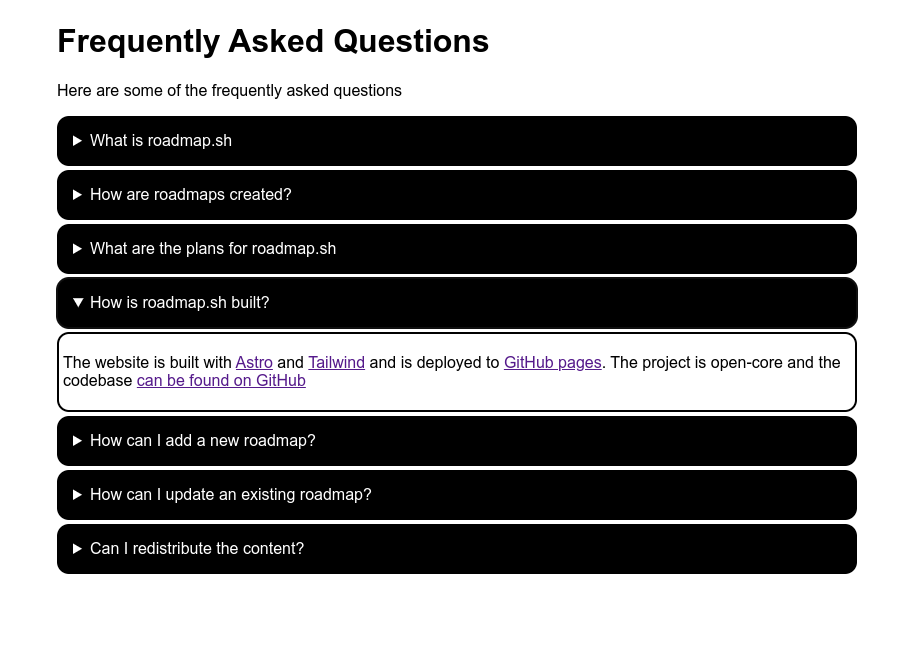 Frequently Asked Questions
Here are some of the frequently asked questions
What is roadmap.sh
How are roadmaps created?
What are the plans for roadmap.sh
How is roadmap.sh built?
The website is built with Astro and Tailwind and is deployed to GitHub pages. The project is open-core and the
codebase can be found on GitHub
How can I add a new roadmap?
How can I update an existing roadmap?
Can I redistribute the content?